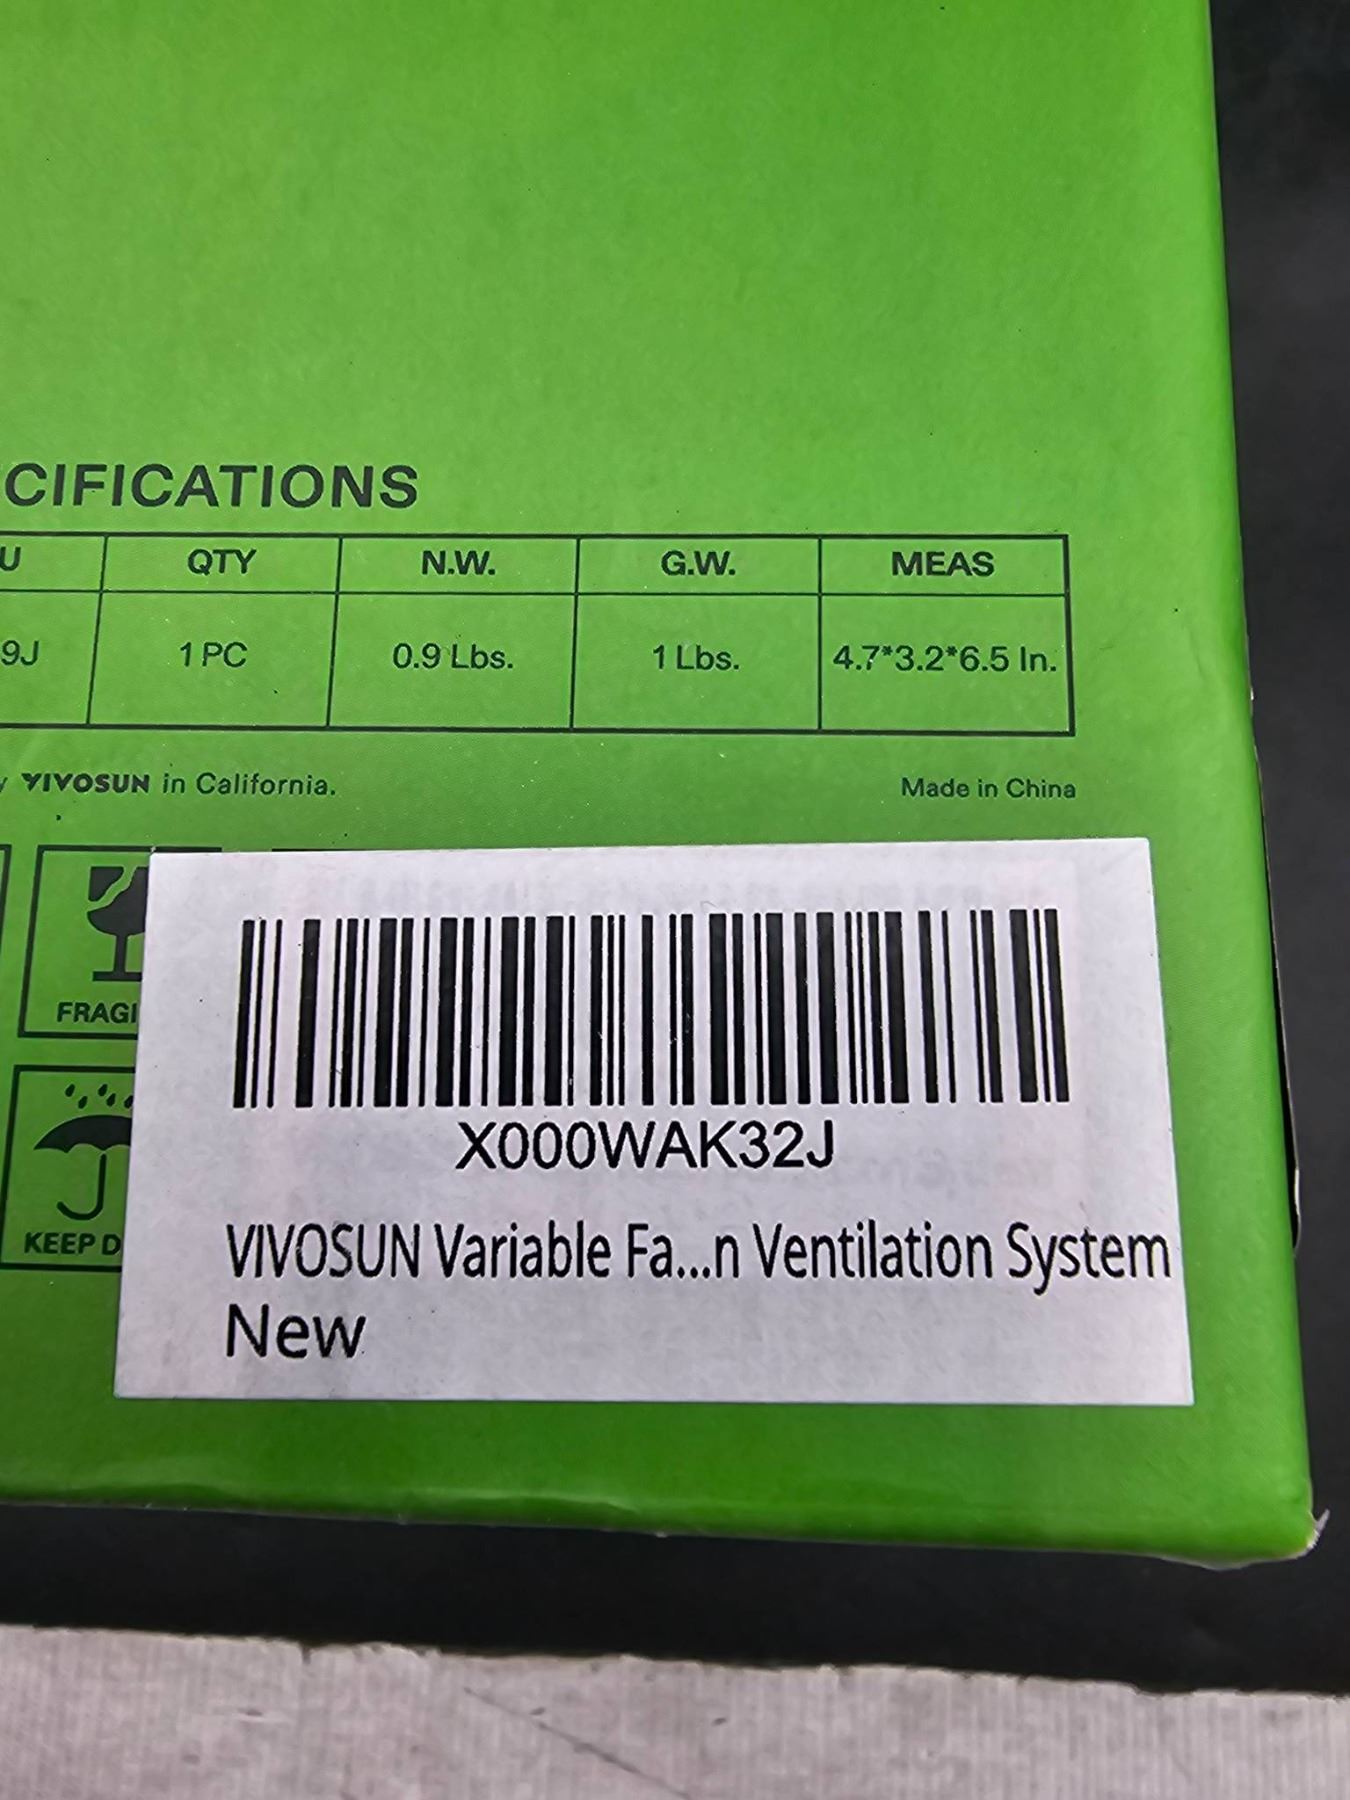 CIFICATIONS
U QTY N.W. G.W. MEAS
9J 1 PC 0.9 Lbs. 1 Lbs. 4.7*3.2*6.5 In.
y VIVOSUN in California. Made in China
FRAGI
X000WAK32J
KEEP D
VIVOSUN Variable Fa...n Ventilation System
New